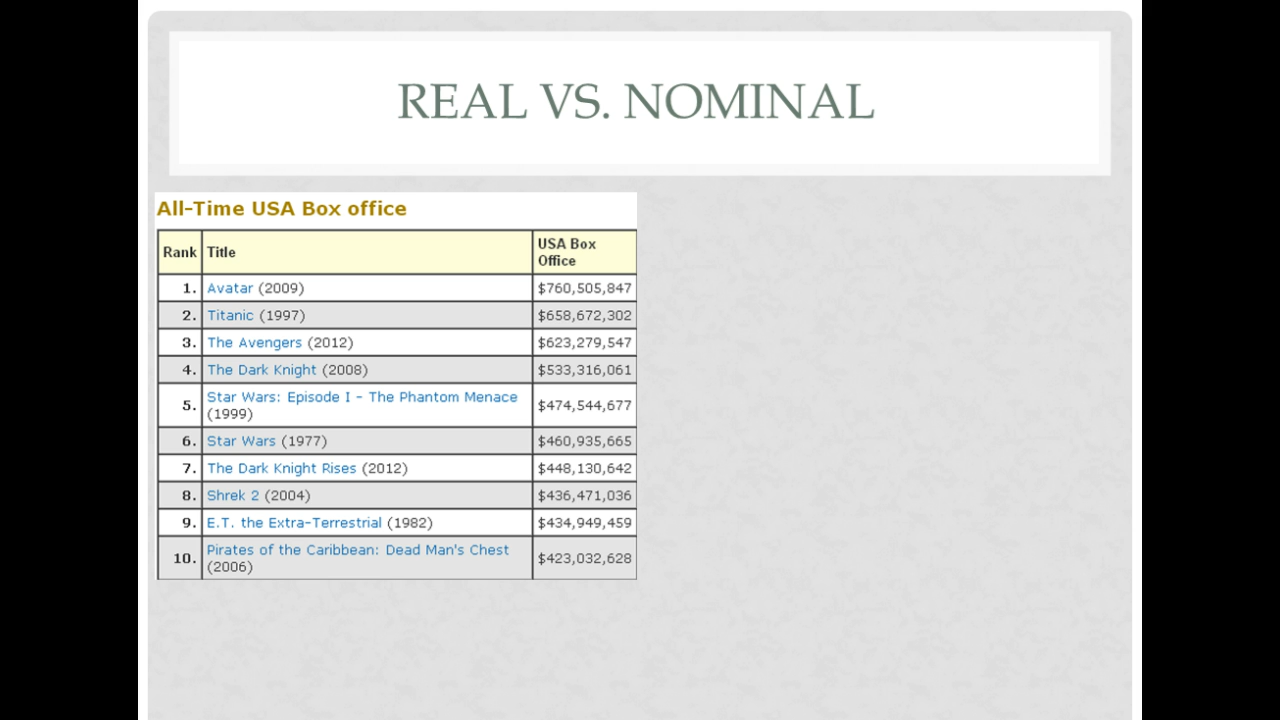 REAL VS. NOMINAL
All-Time USA Box office
Rank Title USA Box Office
1. Avatar (2009) $760,505,847
2. Titanic (1997) $658,672,302
3. The Avengers (2012) $623,279,547
4. The Dark Knight (2008) $533,316,061
5. Star Wars: Episode I - The Phantom Menace (1999) $474,544,677
6. Star Wars (1977) $460,935,665
7. The Dark Knight Rises (2012) $448,130,642
8. Shrek 2 (2004) $436,471,036
9. E.T. the Extra-Terrestrial (1982) $434,949,459
10. Pirates of the Caribbean: Dead Man's Chest (2006) $423,032,628